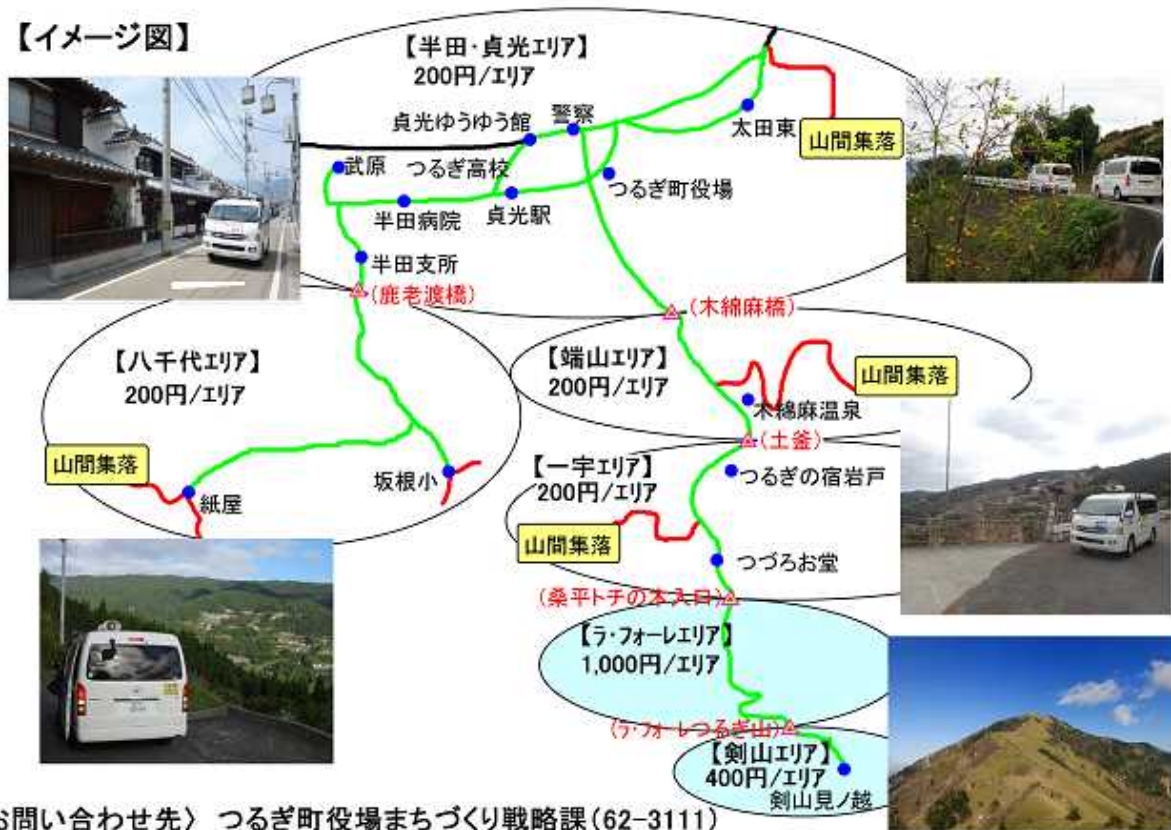 【イメージ図】
【半田・貞光エリア】
200円/エリア
貞光ゆうゆう館
警察
太田東
山間集落
武原
つるぎ高校
つるぎ町役場
半田病院
貞光駅
半田支所
(鹿老渡橋)
(木綿麻橋)
【八千代エリア】
200円/エリア
【端山エリア】
200円/エリア
山間集落
木綿麻温泉
(土釜)
山間集落
紙屋
坂根小
【一宇エリア】
200円/エリア
つるぎの宿岩戸
山間集落
つづろお堂
(桑平トチの木入口)
【ラ・フォーレエリア】
1,000円/エリア
(ラ・フォーレつるぎ山)
【剣山エリア】
400円/エリア
剣山見ノ越
お問い合わせ先〉 つるぎ町役場まちづくり戦略課(62-3111)